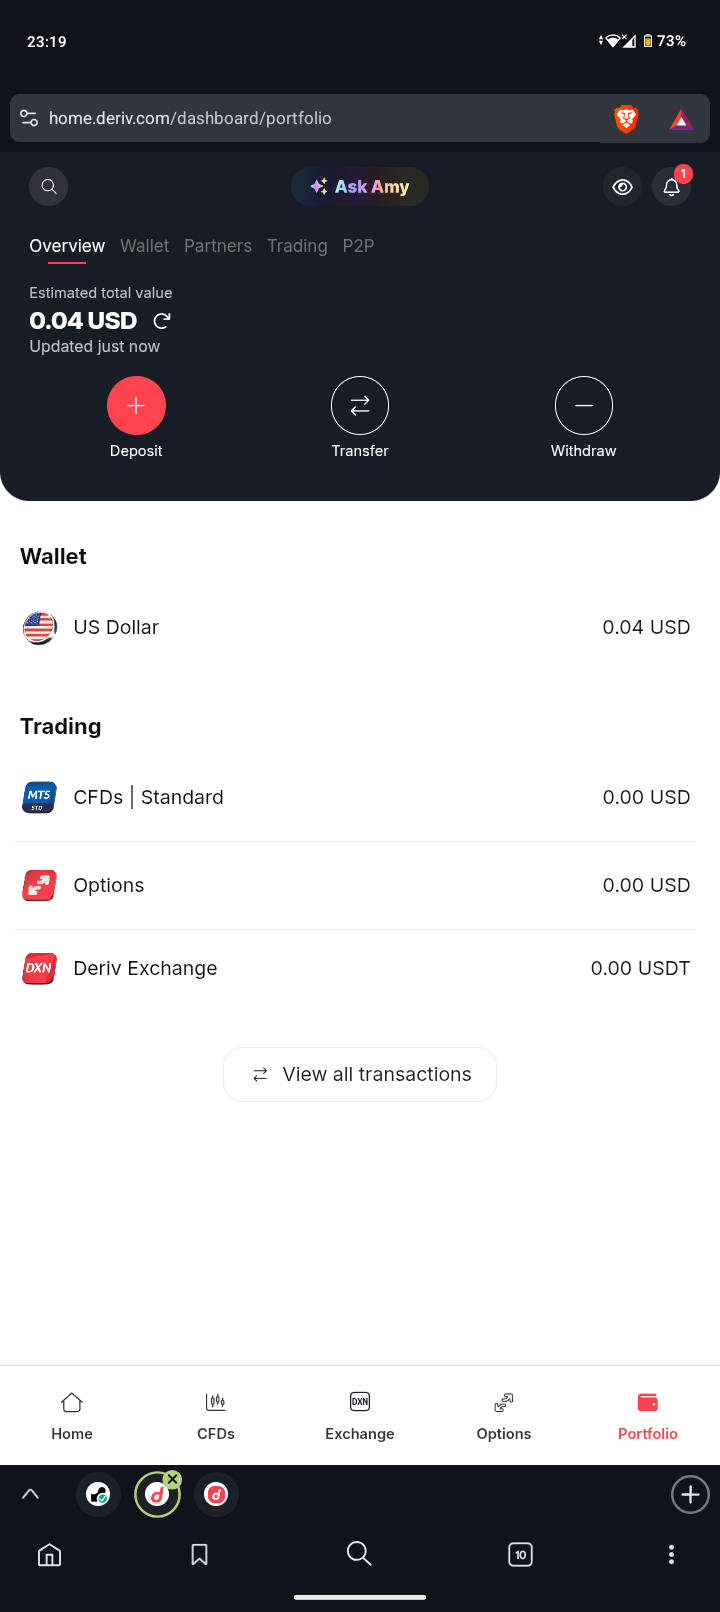 23:19
73%
home.deriv.com/dashboard/portfolio
Ask Amy
1
Overview Wallet Partners Trading P2P
Estimated total value
0.04 USD
Updated just now
Deposit Transfer Withdraw
Wallet
US Dollar 0.04 USD
Trading
MT5
STD
CFDs | Standard 0.00 USD
Options 0.00 USD
DXN
Deriv Exchange 0.00 USDT
View all transactions
DXN
Home CFDs Exchange Options Portfolio
d d
10